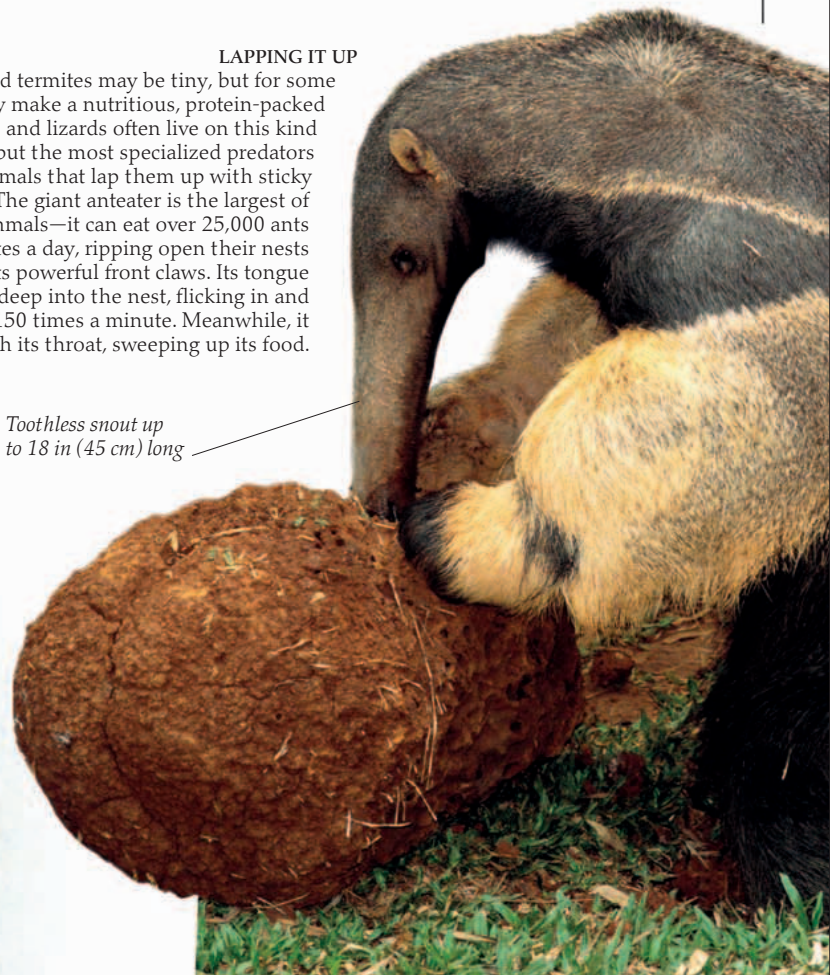 LAPPING IT UP
d termites may be tiny, but for some
y make a nutritious, protein-packed
and lizards often live on this kind
but the most specialized predators
mals that lap them up with sticky
The giant anteater is the largest of
mmals—it can eat over 25,000 ants
es a day, ripping open their nests
s powerful front claws. Its tongue
deep into the nest, flicking in and
150 times a minute. Meanwhile, it
h its throat, sweeping up its food.
Toothless snout up
to 18 in (45 cm) long